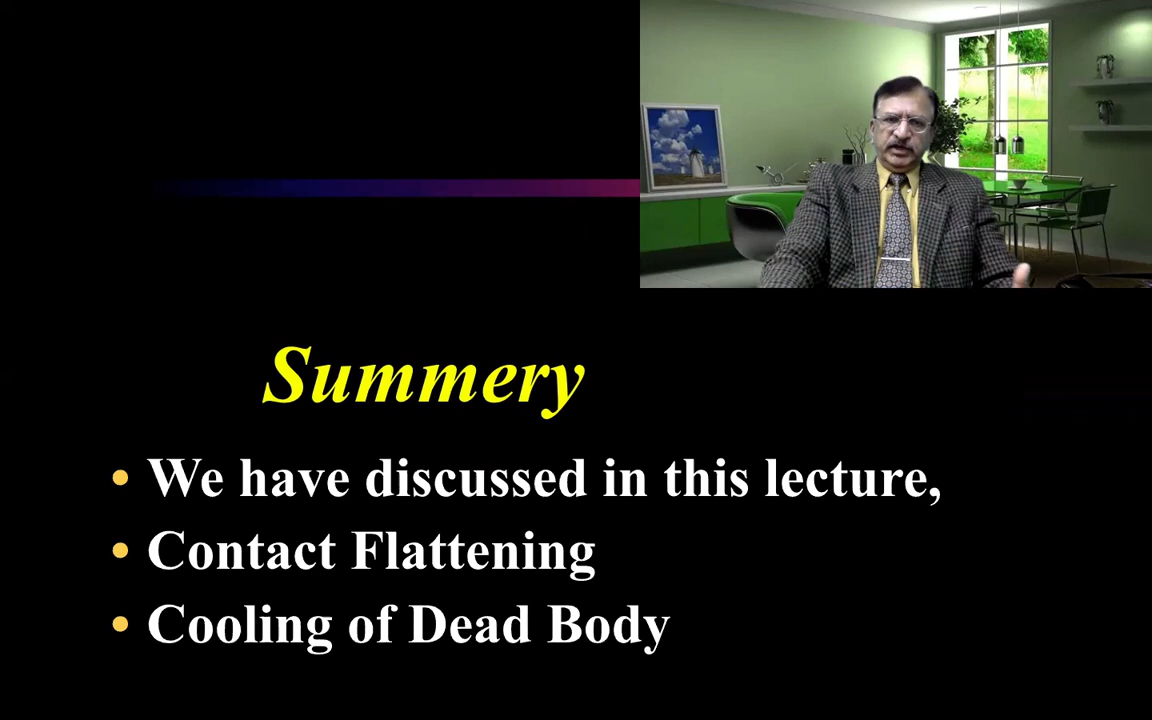 Summery
• We have discussed in this lecture,
• Contact Flattening
• Cooling of Dead Body